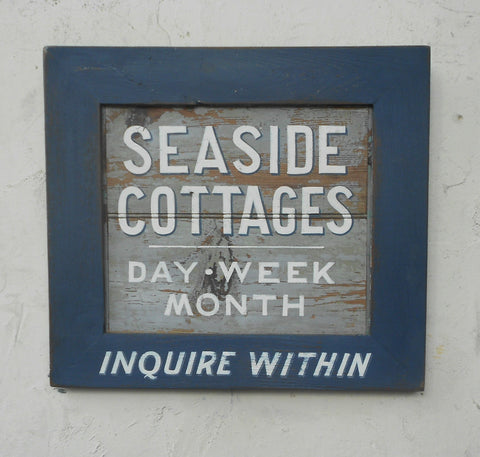 SEASIDE
COTTAGES
DAY • WEEK
MONTH
INQUIRE WITHIN